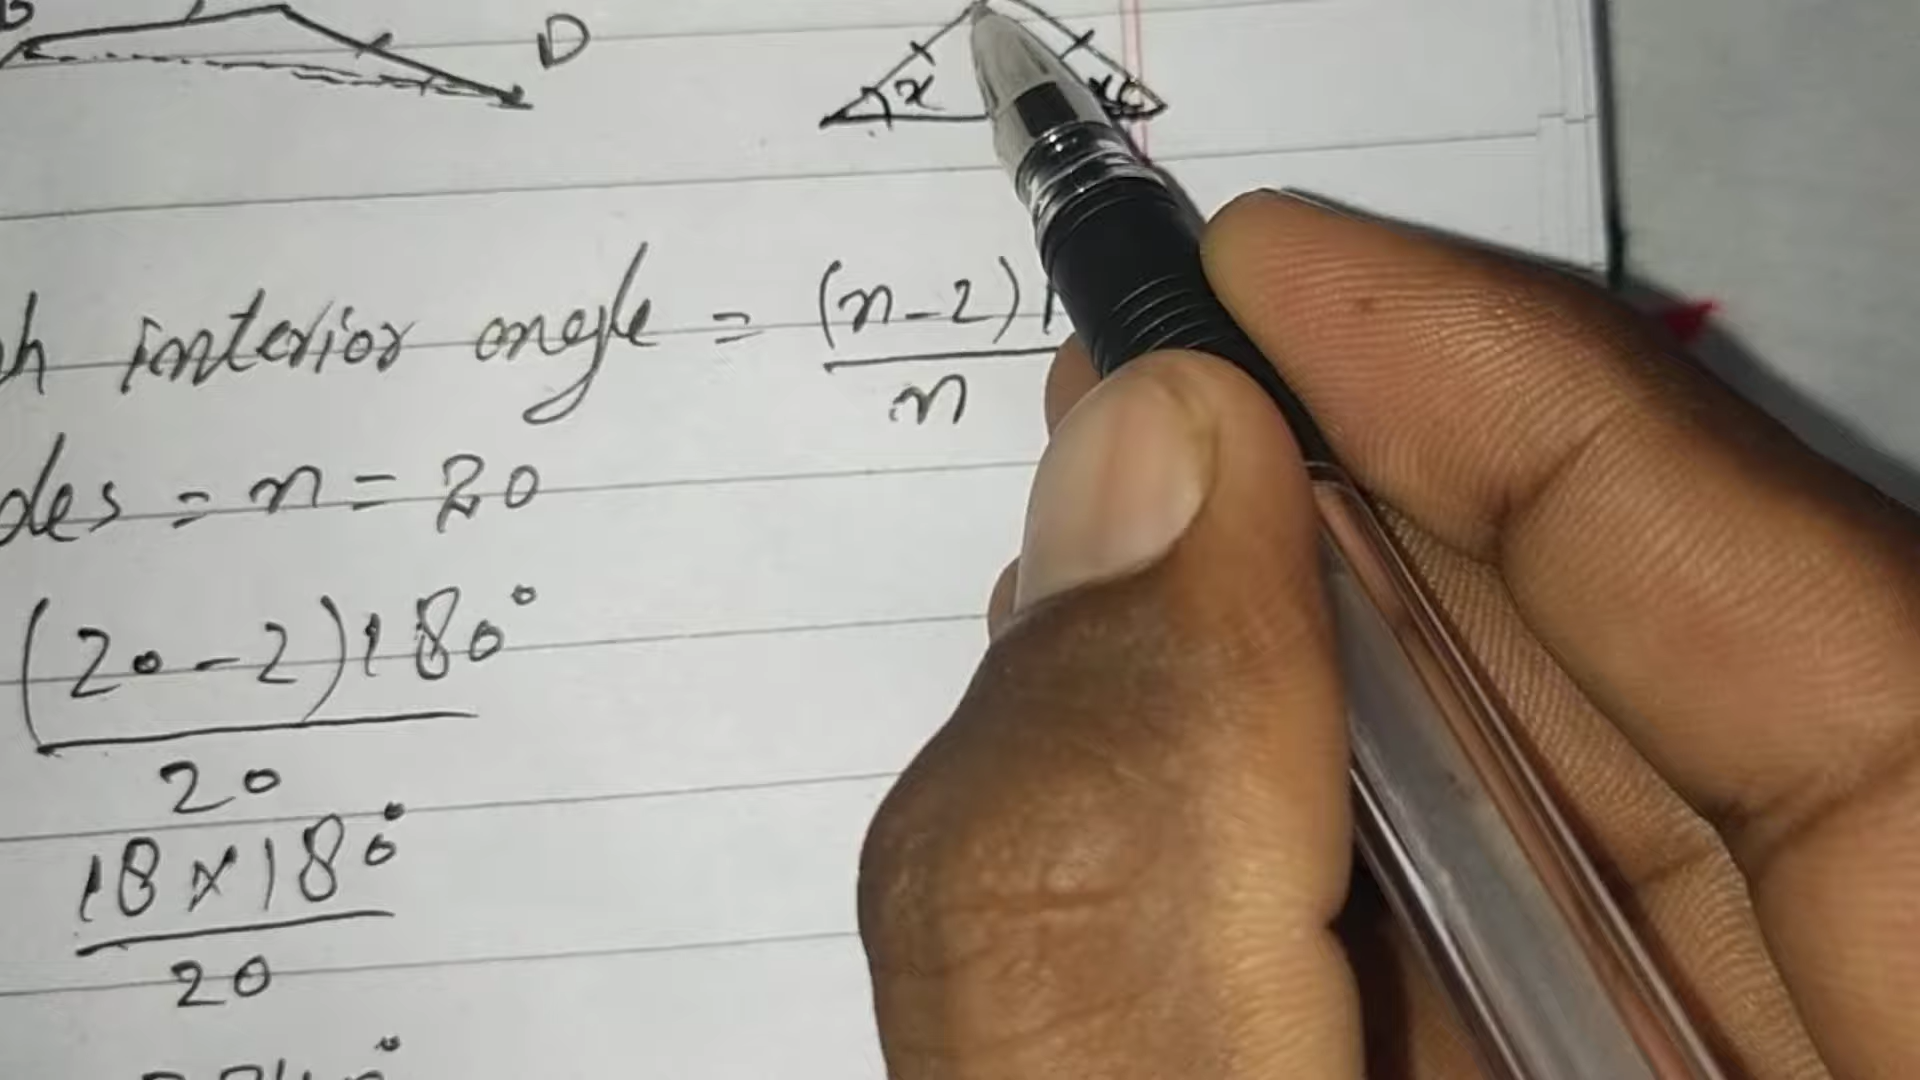 D
x x
interior angle = (n-2)
n
des = n = 20
(20-2)180°
20
18×180°
20